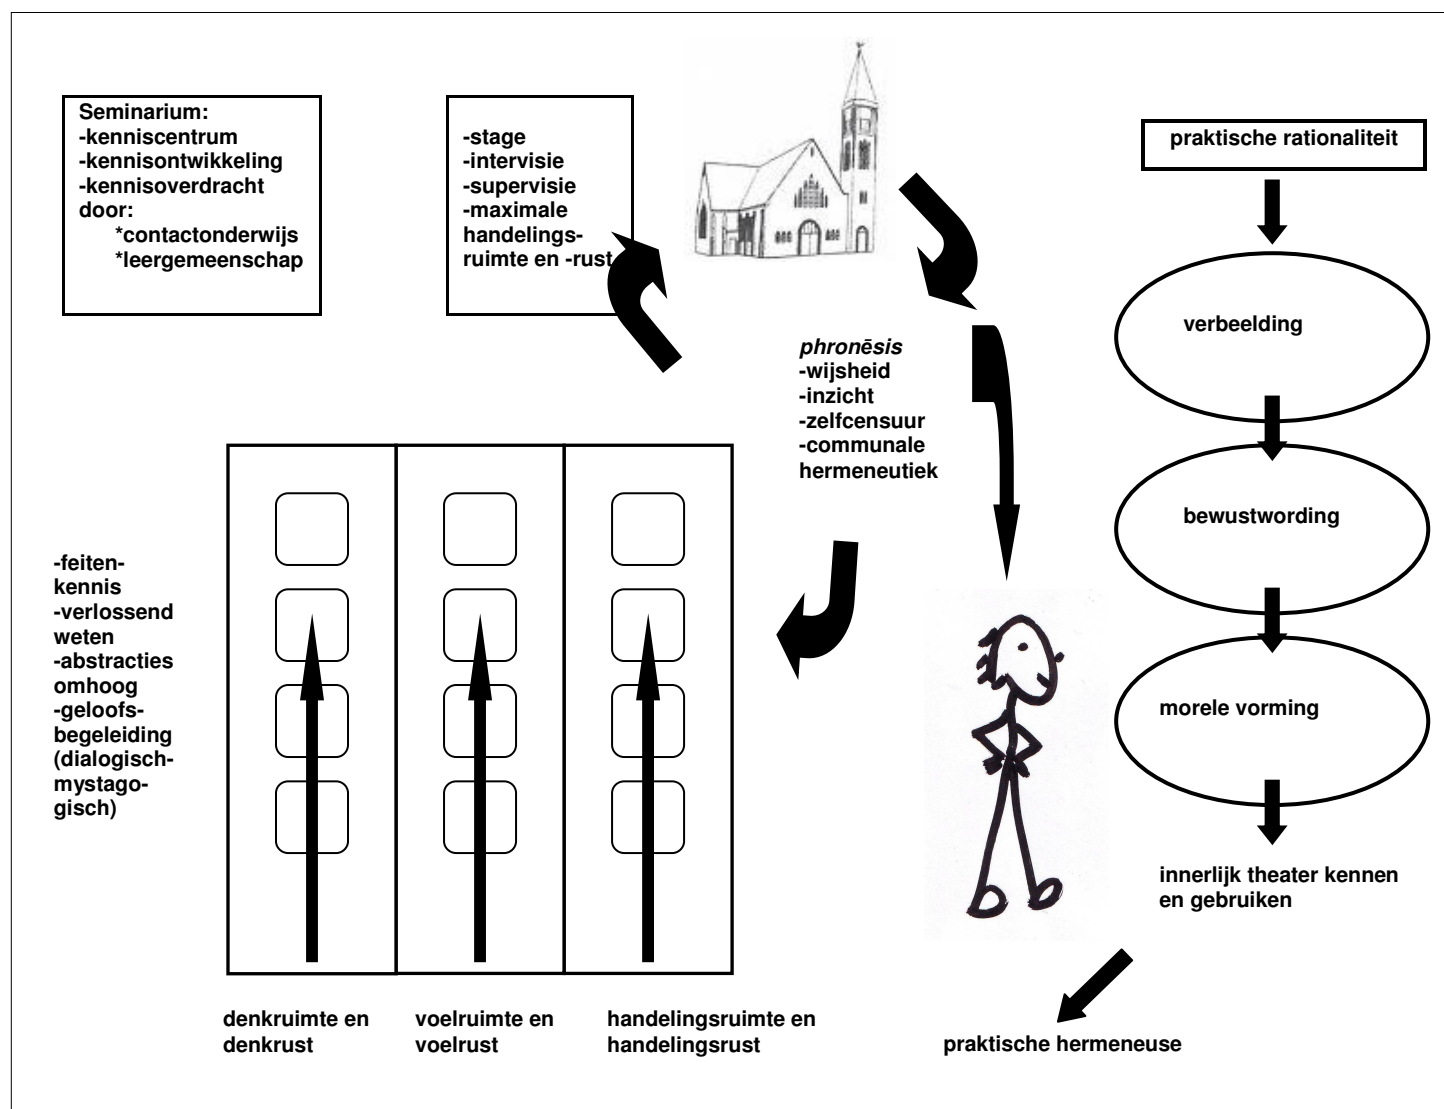 Seminarium:
-kenniscentrum
-kennisontwikkeling
-kennisoverdracht
door:
*contactonderwijs
*leergemeenschap
-stage
-intervisie
-supervisie
-maximale
handelings-
ruimte en -rust
praktische rationaliteit
verbeelding
bewustwording
morele vorming
innerlijk theater kennen
en gebruiken
phronēsis
-wijsheid
-inzicht
-zelfcensuur
-communale
hermeneutiek
-feiten-
kennis
-verlossend
weten
-abstracties
omhoog
-geloofs-
begeleiding
(dialogisch-
mystago-
gisch)
denkruimte en
denkrust
voelruimte en
voelrust
handelingsruimte en
handelingsrust
praktische hermeneuse